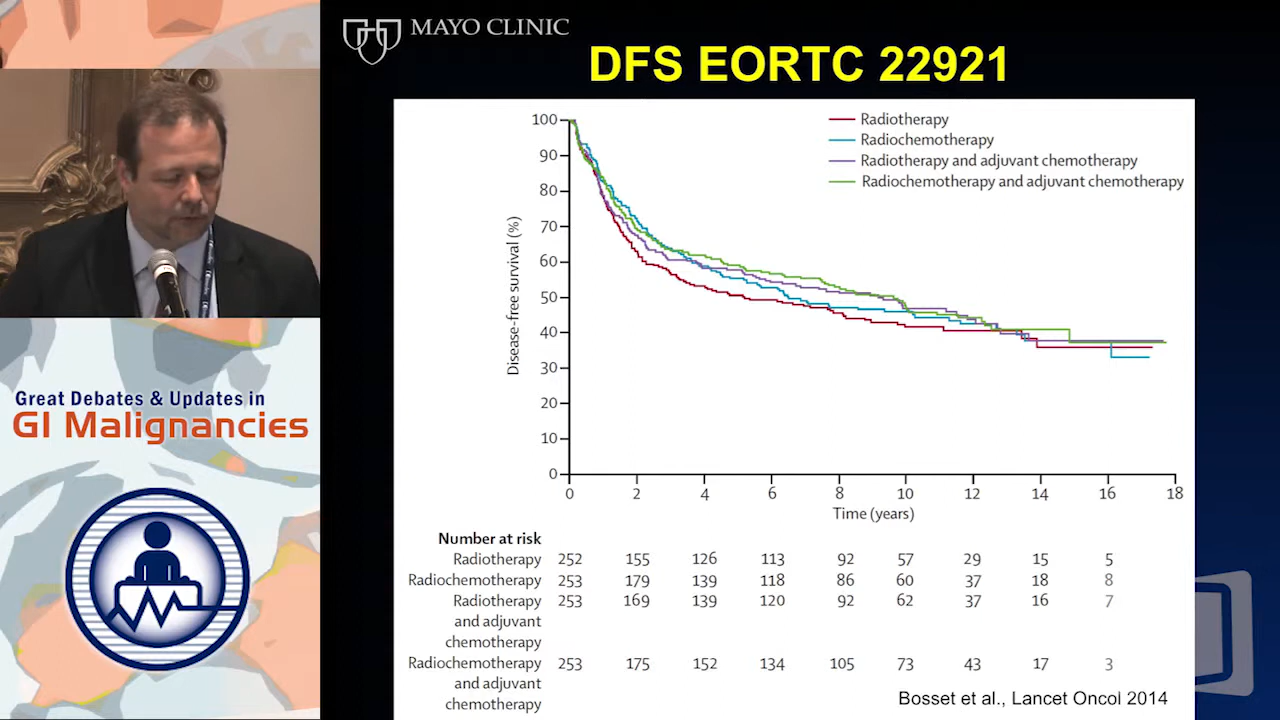 MAYO CLINIC
DFS EORTC 22921
Great Debates & Updates in
GI Malignancies
Radiotherapy
Radiochemotherapy
Radiotherapy and adjuvant chemotherapy
Radiochemotherapy and adjuvant chemotherapy
Disease-free survival (%)
100
90
80
70
60
50
40
30
20
10
0
0 2 4 6 8 10 12 14 16 18
Time (years)
Number at risk
Radiotherapy 252 155 126 113 92 57 29 15 5
Radiochemotherapy 253 179 139 118 86 60 37 18 8
Radiotherapy 253 169 139 120 92 62 37 16 7
and adjuvant
chemotherapy
Radiochemotherapy 253 175 152 134 105 73 43 17 3
and adjuvant
chemotherapy
Bosset et al., Lancet Oncol 2014